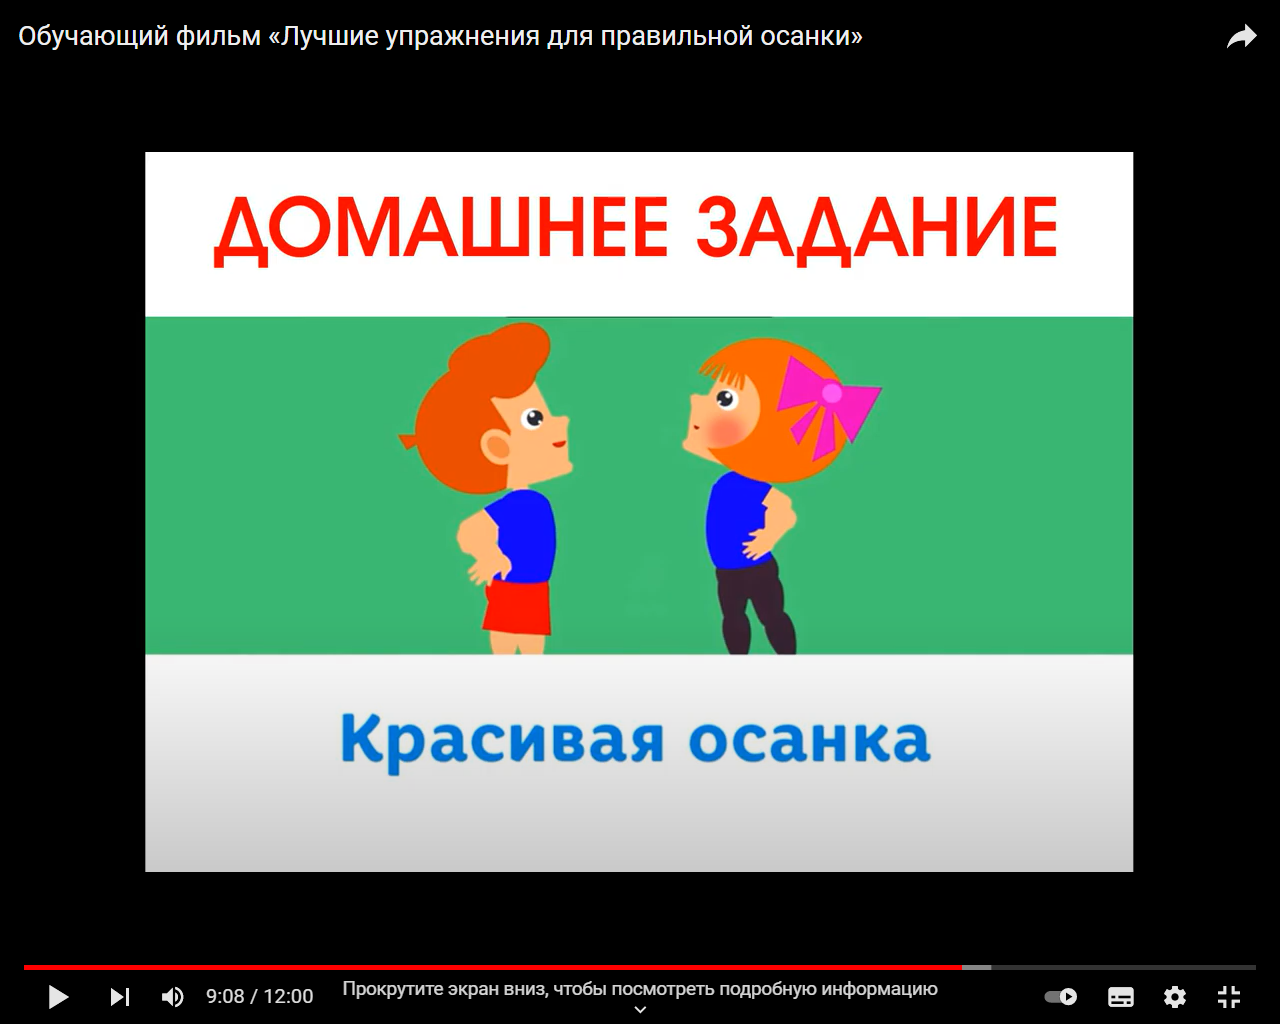 Обучающий фильм «Лучшие упражнения для правильной осанки»
ДОМАШНЕЕ ЗАДАНИЕ
Красивая осанка
9:08 / 12:00
Прокрутите экран вниз, чтобы посмотреть подробную информацию